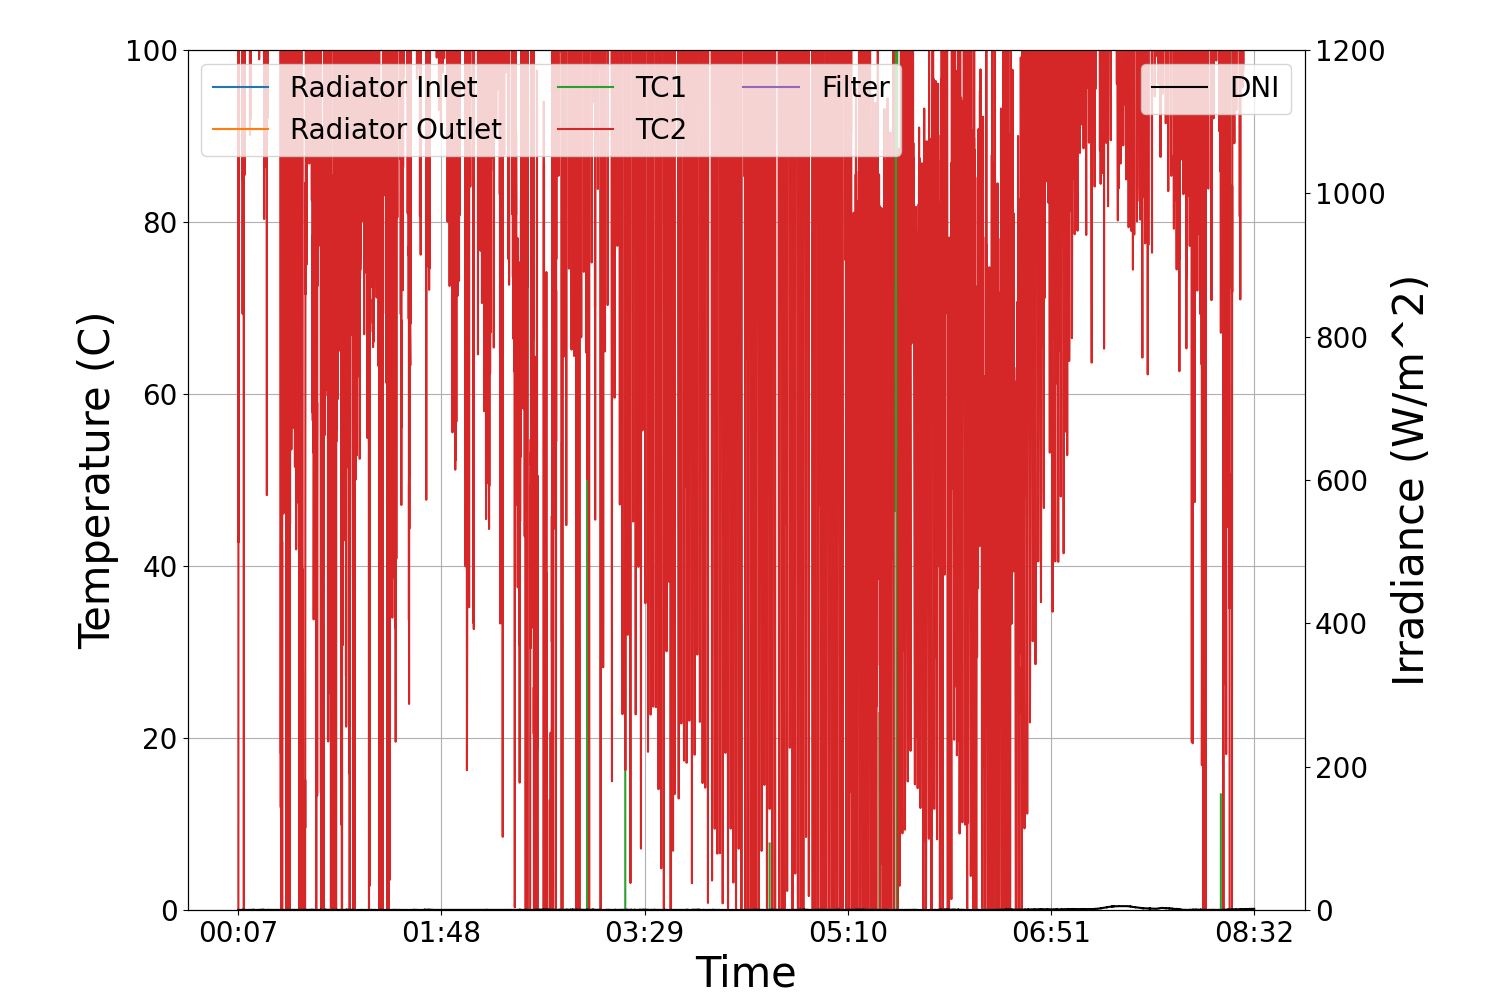 Radiator Inlet
Radiator Outlet
TC1
TC2
Filter
DNI
100
80
60
40
20
0
Temperature (C)
1200
1000
800
600
400
200
0
Irradiance (W/m^2)
00:07
01:48
03:29
05:10
06:51
08:32
Time